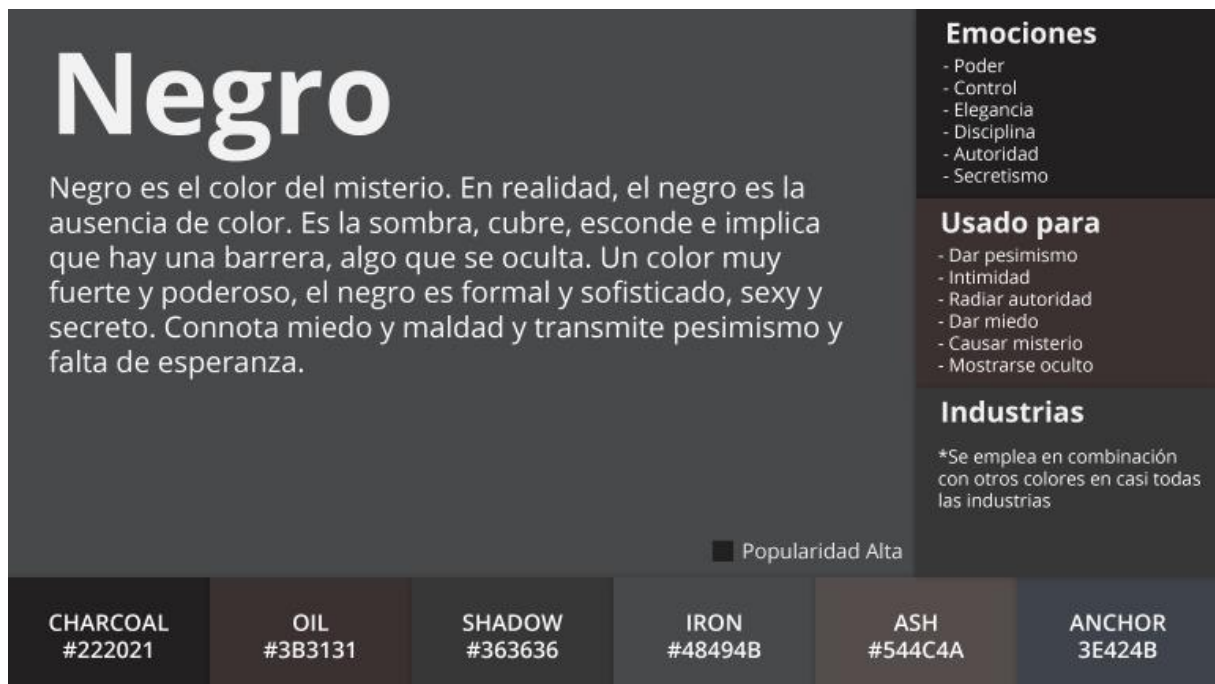 Negro
Negro es el color del misterio. En realidad, el negro es la
ausencia de color. Es la sombra, cubre, esconde e implica
que hay una barrera, algo que se oculta. Un color muy
fuerte y poderoso, el negro es formal y sofisticado, sexy y
secreto. Connota miedo y maldad y transmite pesimismo y
falta de esperanza.
Popularidad Alta
Emociones
- Poder
- Control
- Elegancia
- Disciplina
- Autoridad
- Secretismo
Usado para
- Dar pesimismo
- Intimidad
- Radiar autoridad
- Dar miedo
- Causar misterio
- Mostrarse oculto
Industrias
*Se emplea en combinación
con otros colores en casi todas
las industrias
CHARCOAL
#222021
OIL
#3B3131
SHADOW
#363636
IRON
#48494B
ASH
#544C4A
ANCHOR
3E424B